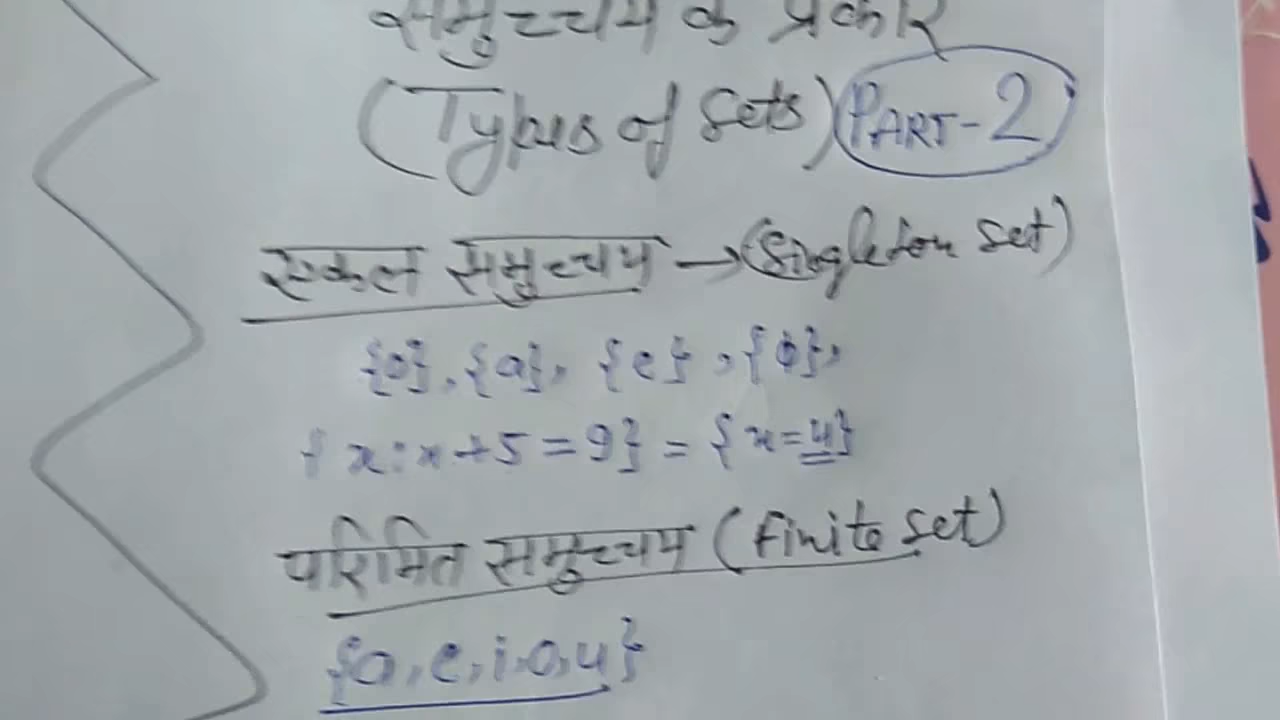 समुच्चय के प्रकार
(Types of Sets) PART-2
एकल समुच्चय → (Singleton set)
{0}, {a}, {e}, {ϕ},
{x:x+5=9} = {x=4}
परिमित समुच्चय (Finite set)
{a, e, i, o, u}